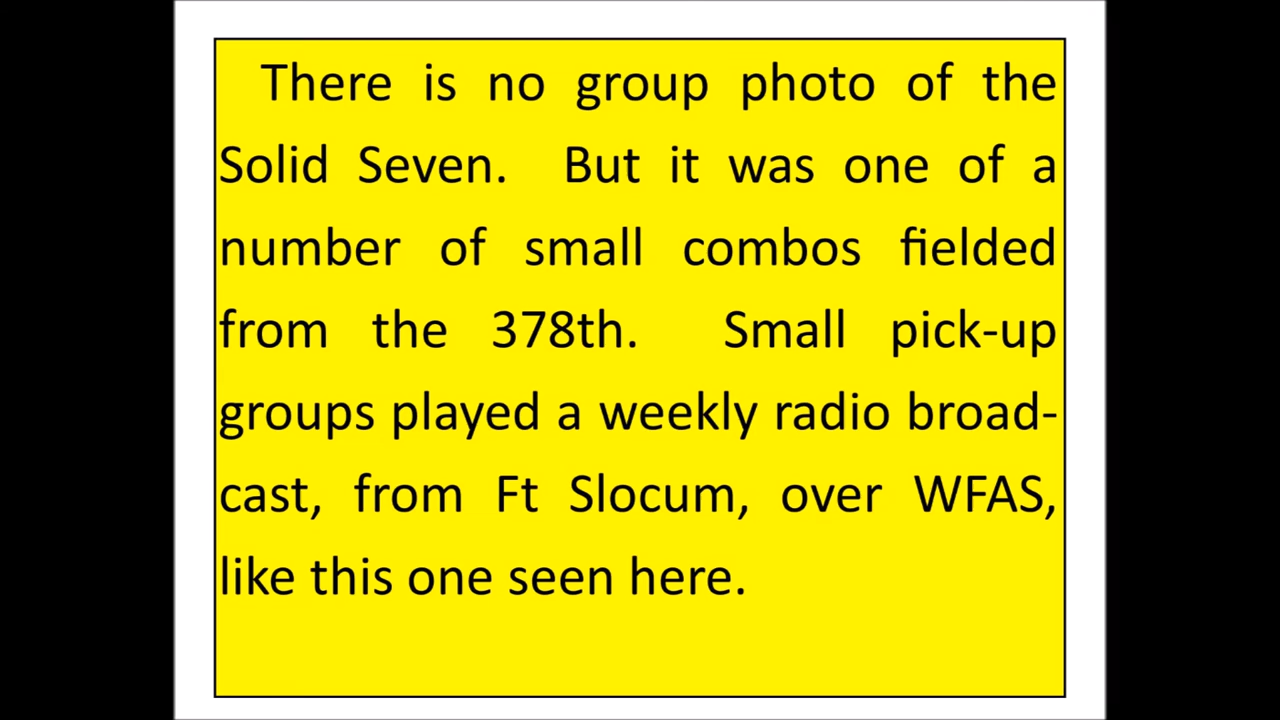 There is no group photo of the
Solid Seven. But it was one of a
number of small combos fielded
from the 378th. Small pick-up
groups played a weekly radio broad-
cast, from Ft Slocum, over WFAS,
like this one seen here.